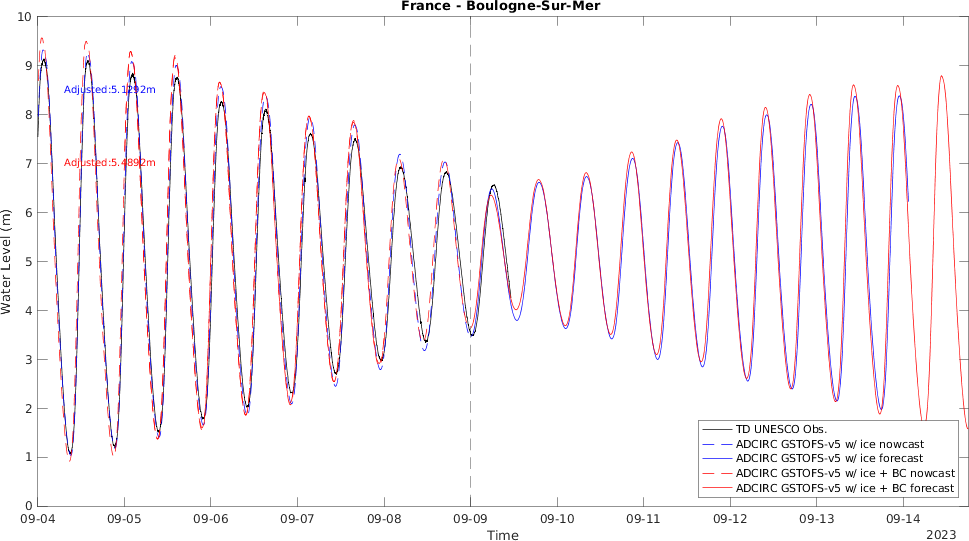 France - Boulogne-Sur-Mer
10
9
8
7
6
5
4
3
2
1
0
Water Level (m)
Adjusted:5.1292m
Adjusted:5.4892m
TD UNESCO Obs.
ADCIRC GSTOFS-v5 w/ ice nowcast
ADCIRC GSTOFS-v5 w/ ice forecast
ADCIRC GSTOFS-v5 w/ ice + BC nowcast
ADCIRC GSTOFS-v5 w/ ice + BC forecast
09-04 09-05 09-06 09-07 09-08 09-09 09-10 09-11 09-12 09-13 09-14
Time
2023